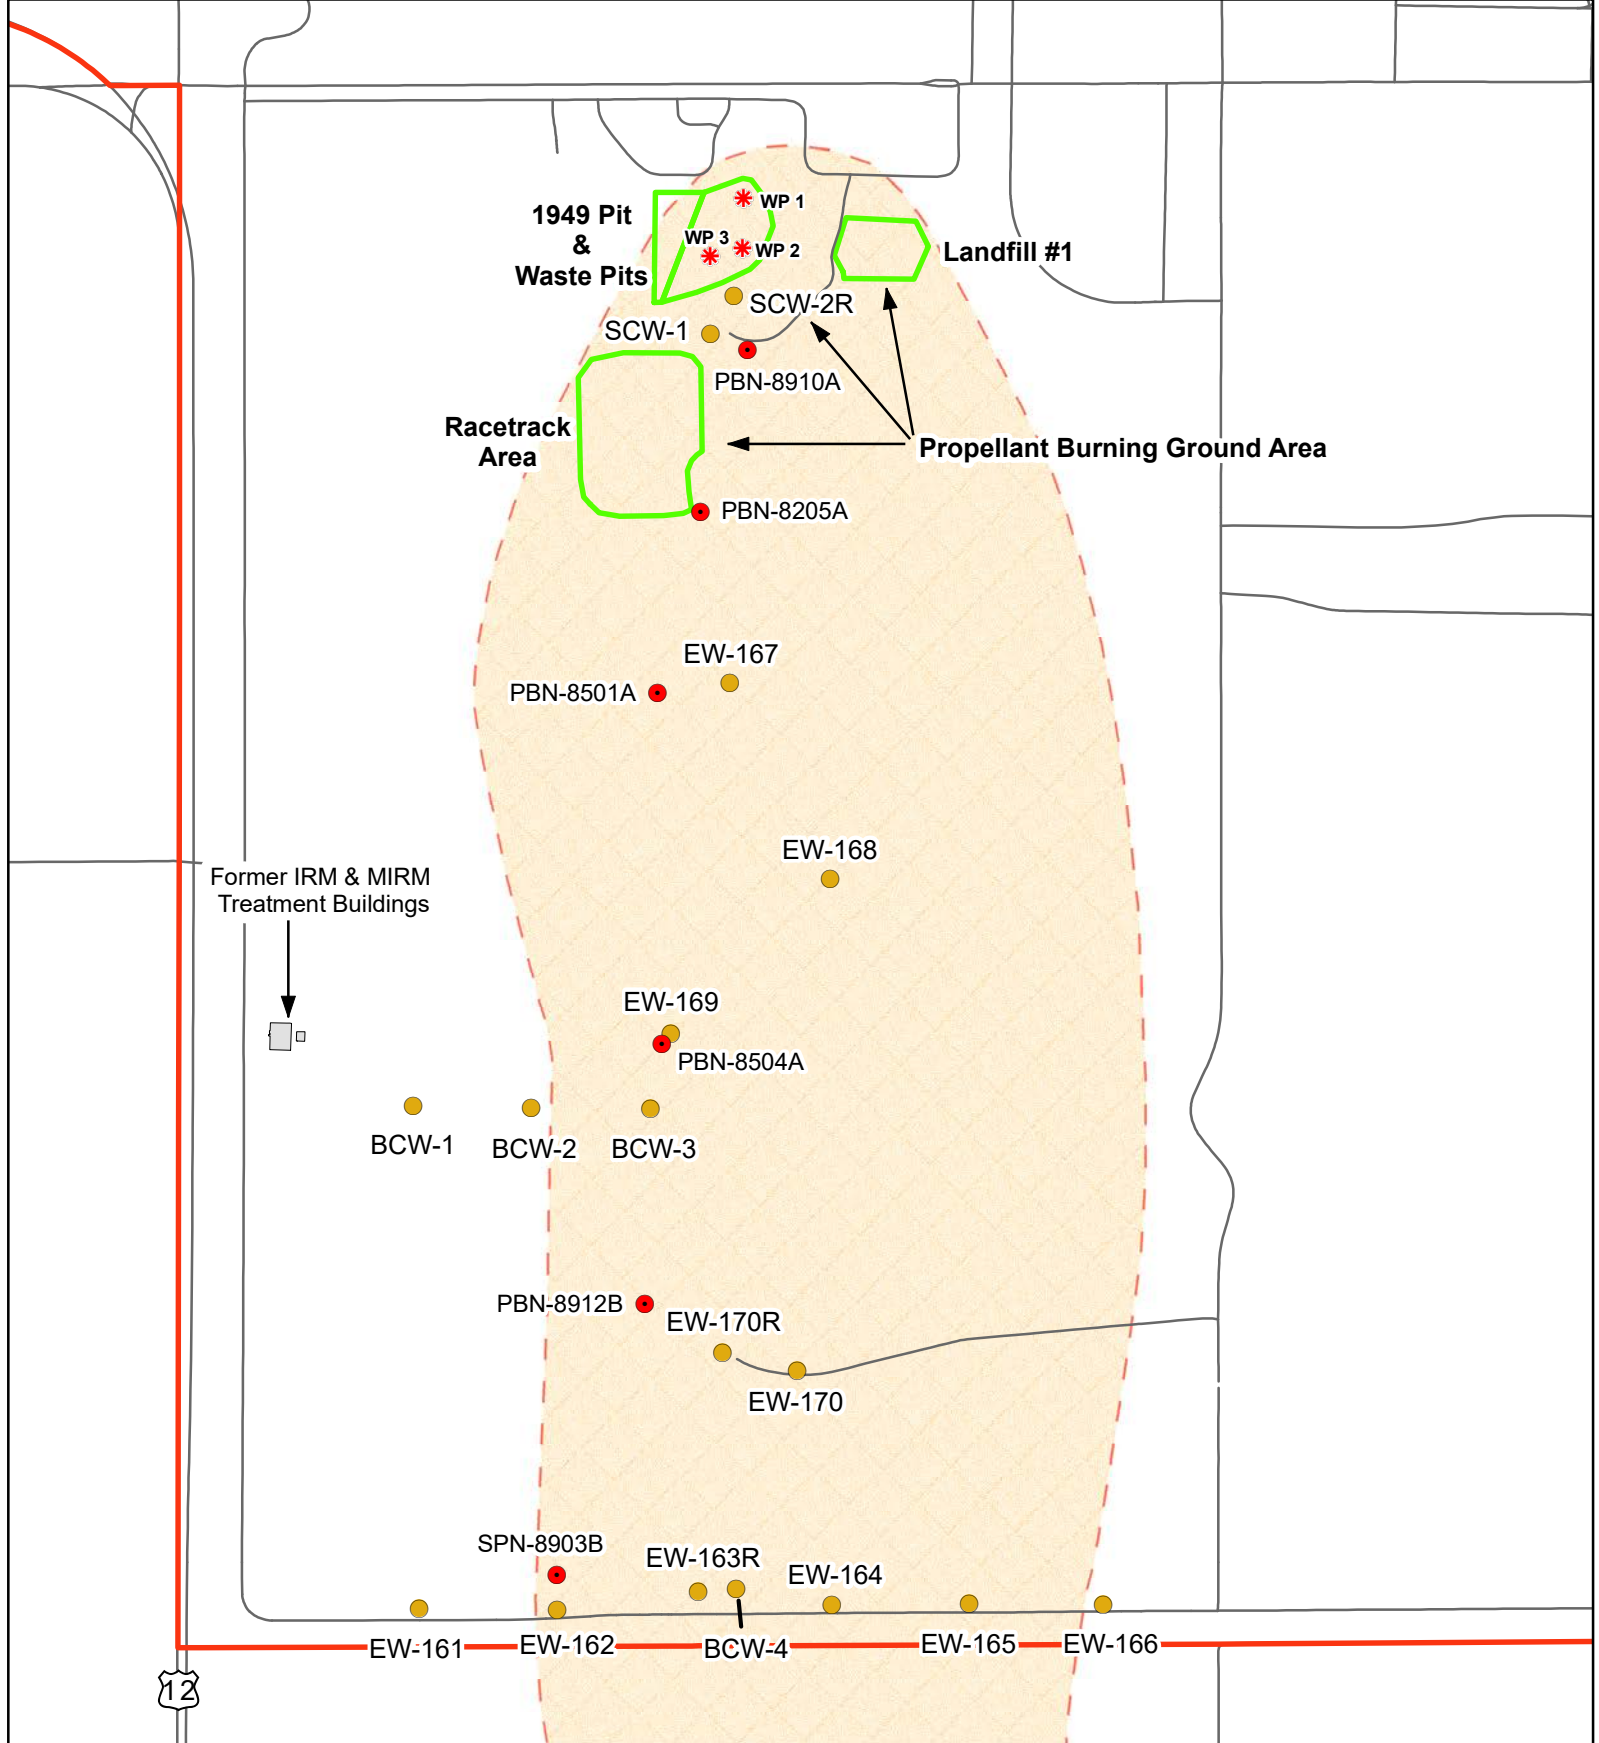 WP 1
1949 Pit
&
Waste Pits
WP 3
WP 2
Landfill #1
SCW-2R
SCW-1
PBN-8910A
Racetrack
Area
Propellant Burning Ground Area
PBN-8205A
EW-167
PBN-8501A
EW-168
Former IRM & MIRM
Treatment Buildings
EW-169
PBN-8504A
BCW-1
BCW-2
BCW-3
PBN-8912B
EW-170R
EW-170
SPN-8903B
EW-163R
EW-164
EW-161
EW-162
BCW-4
EW-165
EW-166
12